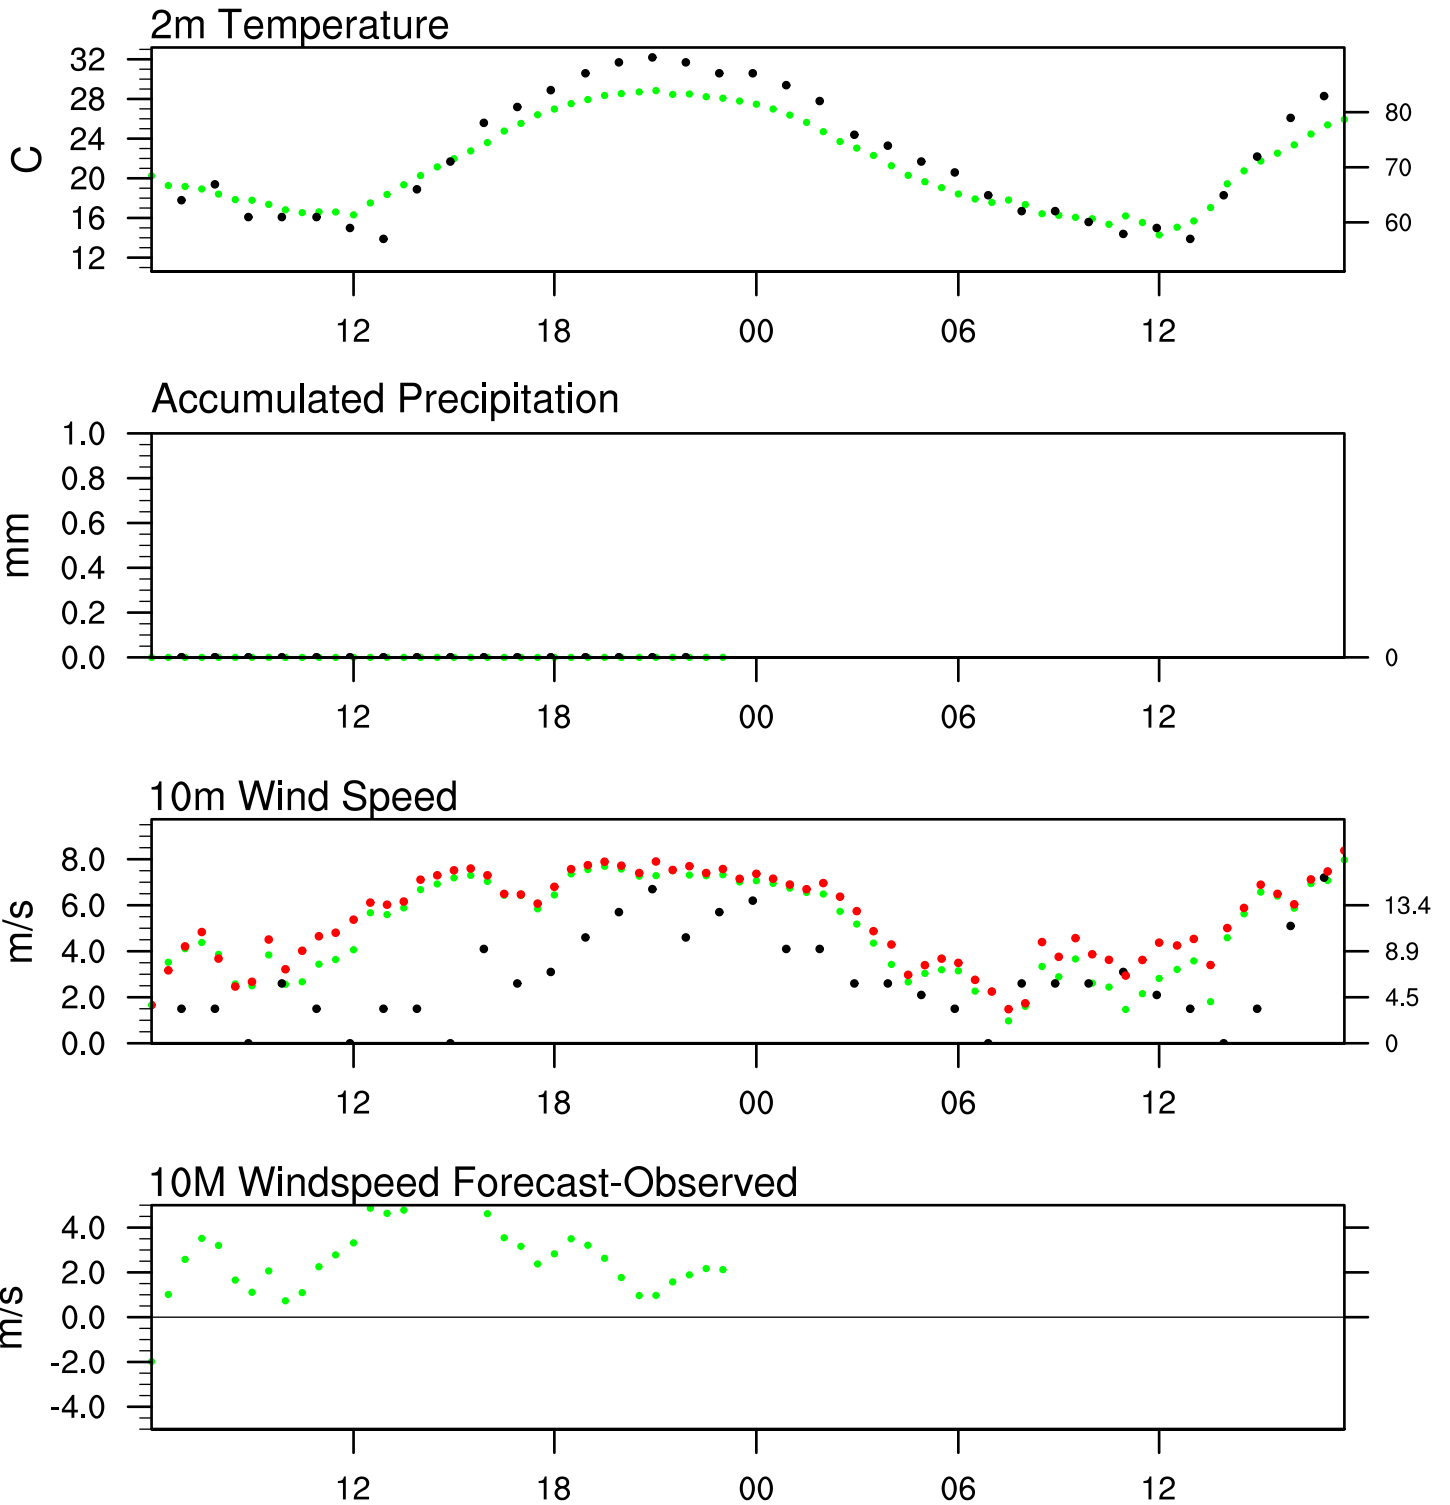 2m Temperature
32
28
24
20
16
12
C
80
70
60
12 18 00 06 12
Accumulated Precipitation
1.0
0.8
0.6
0.4
0.2
0.0
mm
0
12 18 00 06 12
10m Wind Speed
8.0
6.0
4.0
2.0
0.0
m/s
13.4
8.9
4.5
0
12 18 00 06 12
10M Windspeed Forecast-Observed
4.0
2.0
0.0
-2.0
-4.0
m/s
12 18 00 06 12